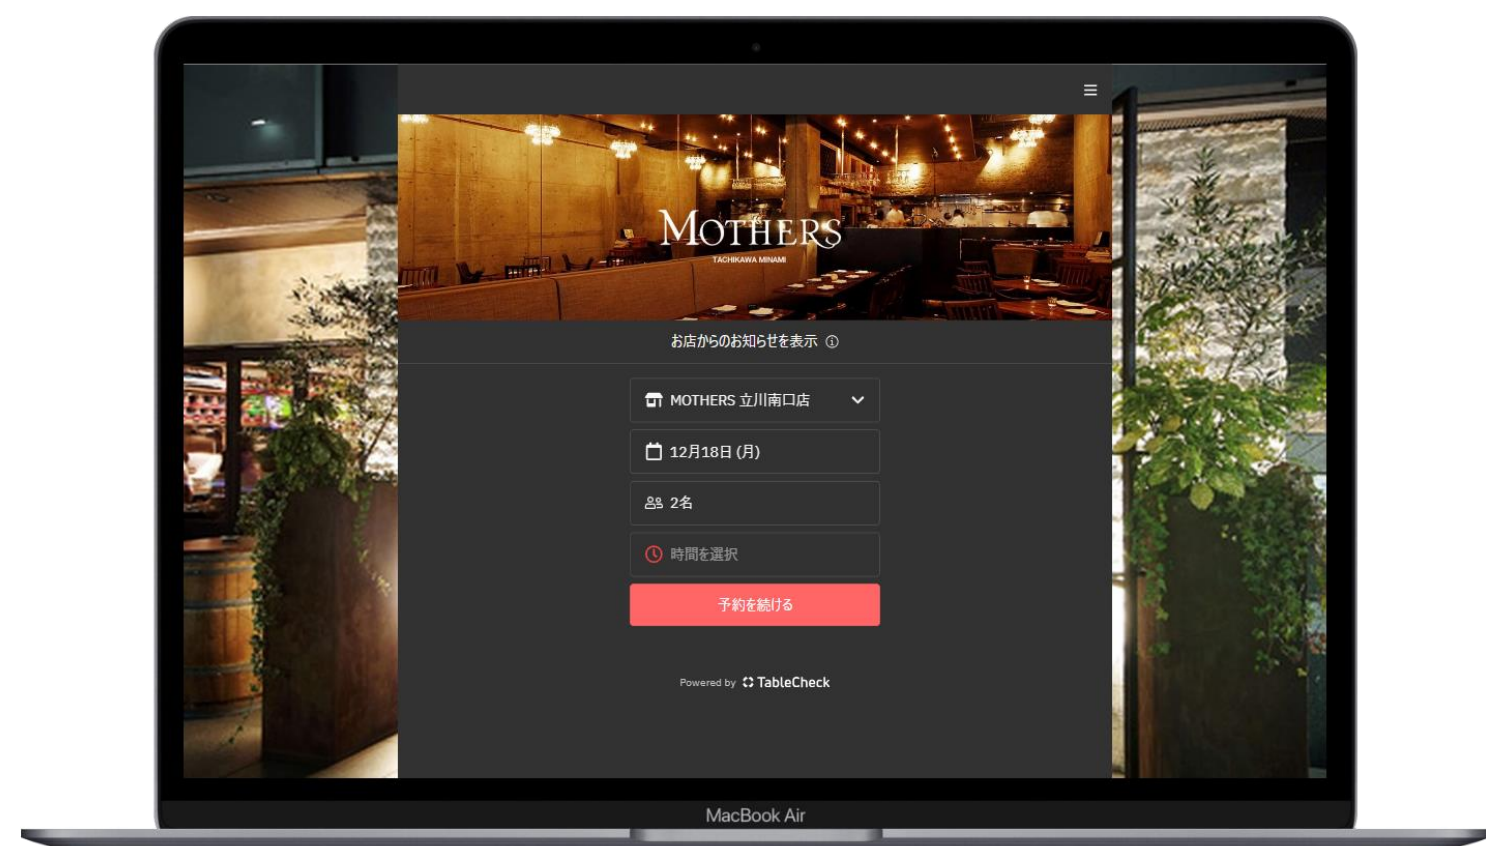 MOTHERS
TACHIKAWA MINAMI
お店からのお知らせを表示
MOTHERS 立川南口店
12月18日 (月)
2名
時間を選択
予約を続ける
Powered by TableCheck
MacBook Air